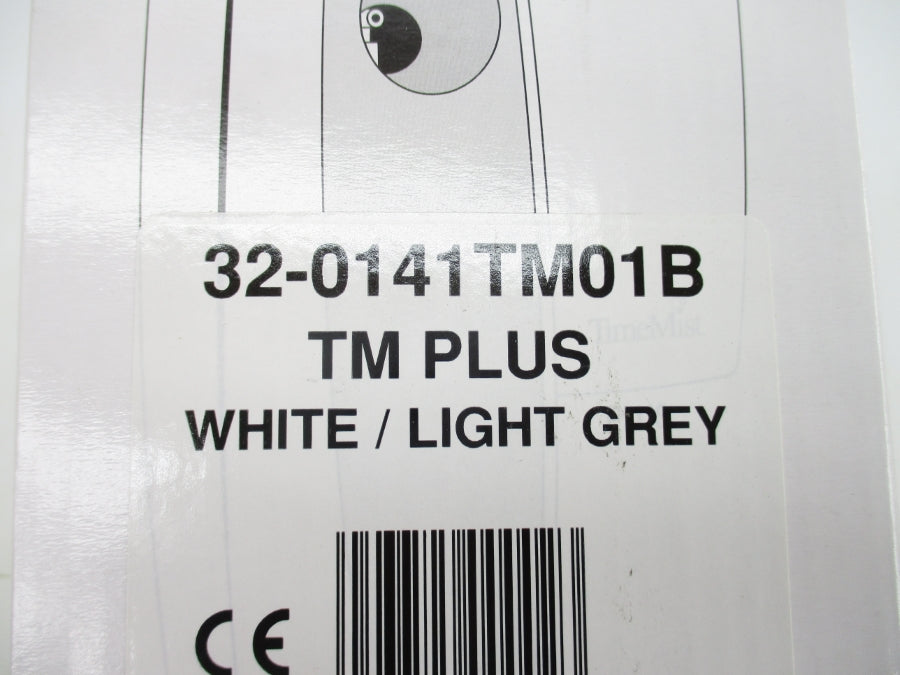 32-0141TM01B
TM PLUS
TimeMist
WHITE / LIGHT GREY
CE